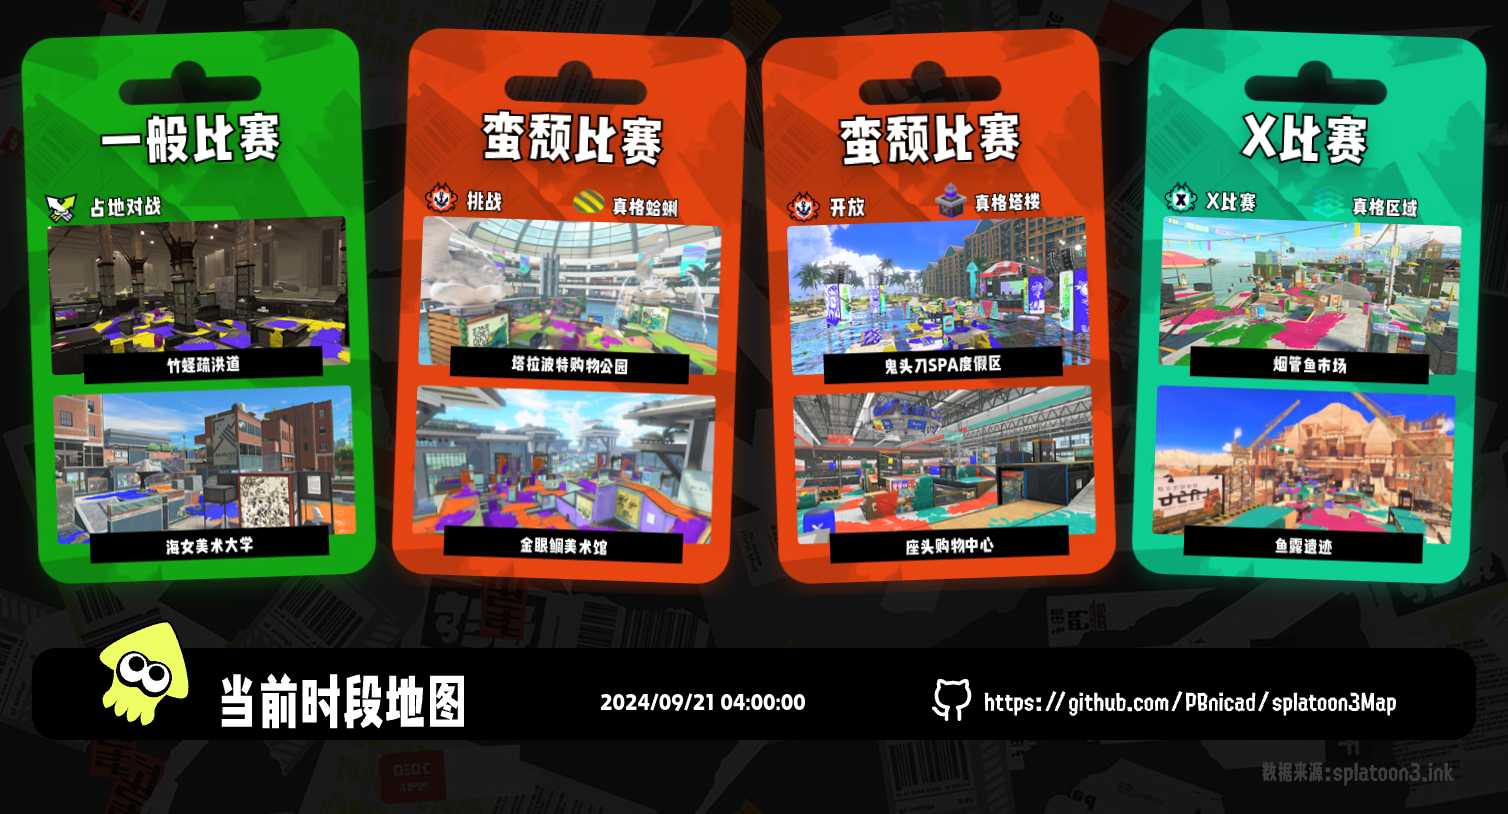 一般比赛
占地对战
竹蛏疏洪道
海女美术大学
蛮颓比赛
挑战
真格蛤蜊
塔拉波特购物公园
金眼鲷美术馆
蛮颓比赛
开放
真格塔楼
鬼头刀SPA度假区
座头购物中心
X比赛
X比赛
真格区域
烟管鱼市场
鱼露遗迹
当前时段地图
2024/09/21 04:00:00
https://github.com/PBnicad/splatoon3Map
数据来源:splatoon3.ink